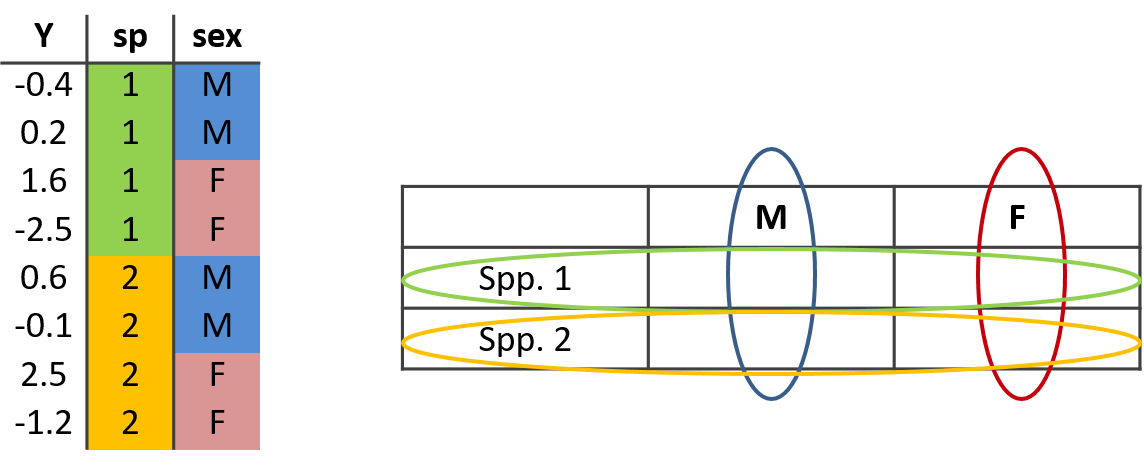 Y sp sex
-0.4 1 M
0.2 1 M
1.6 1 F
-2.5 1 F
0.6 2 M
-0.1 2 M
2.5 2 F
-1.2 2 F
M F
Spp. 1
Spp. 2